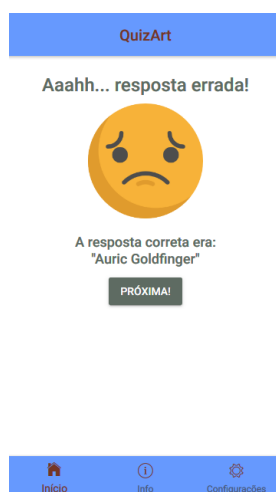 QuizArt
Aaahh... resposta errada!
A resposta correta era:
"Auric Goldfinger"
PRÓXIMA!
Início
Info
Configurações